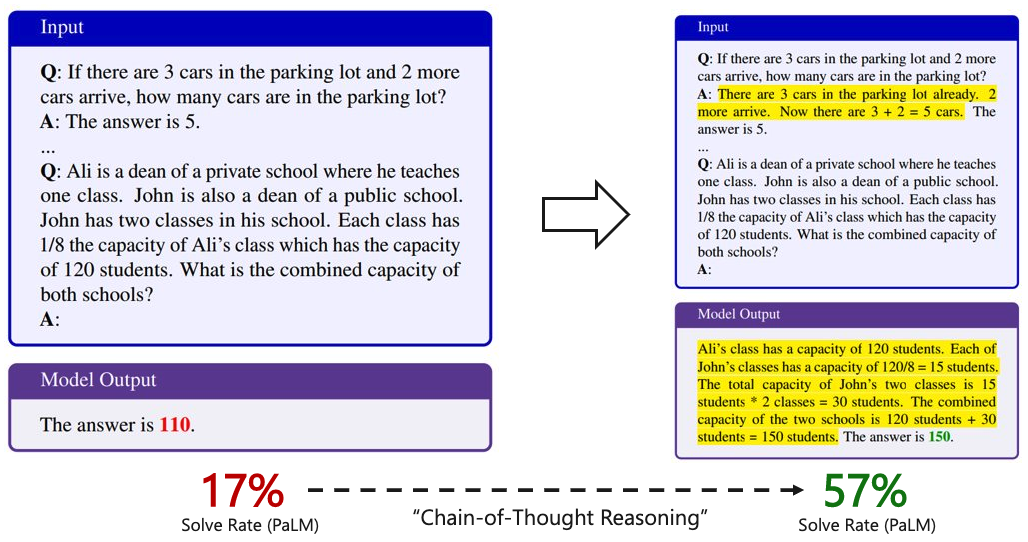 Input
Q: If there are 3 cars in the parking lot and 2 more
cars arrive, how many cars are in the parking lot?
A: The answer is 5.
...
Q: Ali is a dean of a private school where he teaches
one class. John is also a dean of a public school.
John has two classes in his school. Each class has
1/8 the capacity of Ali's class which has the capacity
of 120 students. What is the combined capacity of
both schools?
A:
Model Output
The answer is 110.
Input
Q: If there are 3 cars in the parking lot and 2 more
cars arrive, how many cars are in the parking lot?
A: There are 3 cars in the parking lot already. 2
more arrive. Now there are 3 + 2 = 5 cars. The
answer is 5.
...
Q: Ali is a dean of a private school where he teaches
one class. John is also a dean of a public school.
John has two classes in his school. Each class has
1/8 the capacity of Ali's class which has the capacity
of 120 students. What is the combined capacity of
both schools?
A:
Model Output
Ali's class has a capacity of 120 students. Each of
John's classes has a capacity of 120/8 = 15 students.
The total capacity of John's two classes is 15
students * 2 classes = 30 students. The combined
capacity of the two schools is 120 students + 30
students = 150 students. The answer is 150.
17%
Solve Rate (PaLM)
"Chain-of-Thought Reasoning"
57%
Solve Rate (PaLM)